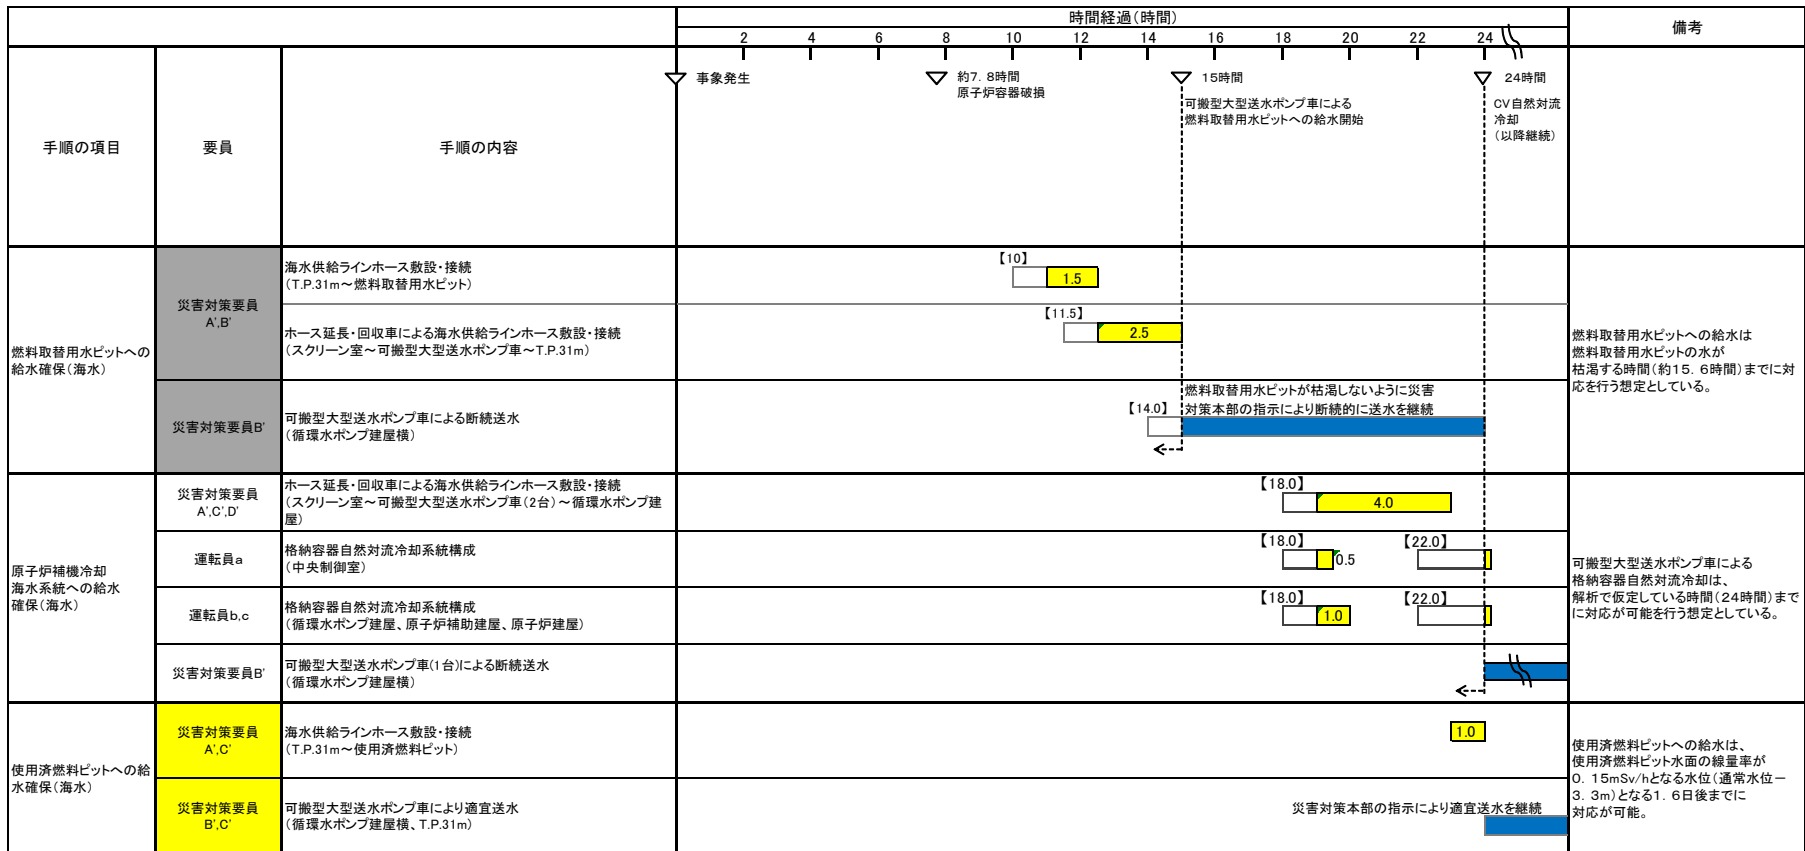 時間経過(時間)
備考
2
4
6
8
10
12
14
16
18
20
22
24
手順の項目
要員
手順の内容
事象発生
約7.8時間
原子炉容器破損
15時間
可搬型大型送水ポンプ車による
燃料取替用水ピットへの給水開始
24時間
CV自然対流
冷却
(以降継続)
燃料取替用水ピットへの
給水確保(海水)
災害対策要員
A',B'
海水供給ラインホース敷設・接続
(T.P.31m～燃料取替用水ピット)
【10】
1.5
ホース延長・回収車による海水供給ラインホース敷設・接続
(スクリーン室～可搬型大型送水ポンプ車～T.P.31m)
【11.5】
2.5
災害対策要員B'
可搬型大型送水ポンプ車による断続送水
(循環水ポンプ建屋横)
【14.0】
燃料取替用水ピットが枯渇しないように災害
対策本部の指示により断続的に送水を継続
燃料取替用水ピットへの給水は
燃料取替用水ピットの水が
枯渇する時間(約15.6時間)までに対
応を行う想定としている。
原子炉補機冷却
海水系統への給水
確保(海水)
災害対策要員
A',C',D'
ホース延長・回収車による海水供給ラインホース敷設・接続
(スクリーン室～可搬型大型送水ポンプ車(2台)～循環水ポンプ建
屋)
【18.0】
4.0
運転員a
格納容器自然対流冷却系統構成
(中央制御室)
【18.0】
0.5
【22.0】
運転員b,c
格納容器自然対流冷却系統構成
(循環水ポンプ建屋、原子炉補助建屋、原子炉建屋)
【18.0】
1.0
【22.0】
災害対策要員B'
可搬型大型送水ポンプ車(1台)による断続送水
(循環水ポンプ建屋横)
可搬型大型送水ポンプ車による
格納容器自然対流冷却は、
解析で仮定している時間(24時間)まで
に対応が可能を行う想定としている。
使用済燃料ピットへの給
水確保(海水)
災害対策要員
A',C'
海水供給ラインホース敷設・接続
(T.P.31m～使用済燃料ピット)
1.0
災害対策要員
B',C'
可搬型大型送水ポンプ車により適宜送水
(循環水ポンプ建屋横、T.P.31m)
災害対策本部の指示により適宜送水を継続
使用済燃料ピットへの給水は、
使用済燃料ピット水面の線量率が
0.15mSv/hとなる水位(通常水位－
3.3m)となる1.6日後までに
対応が可能。